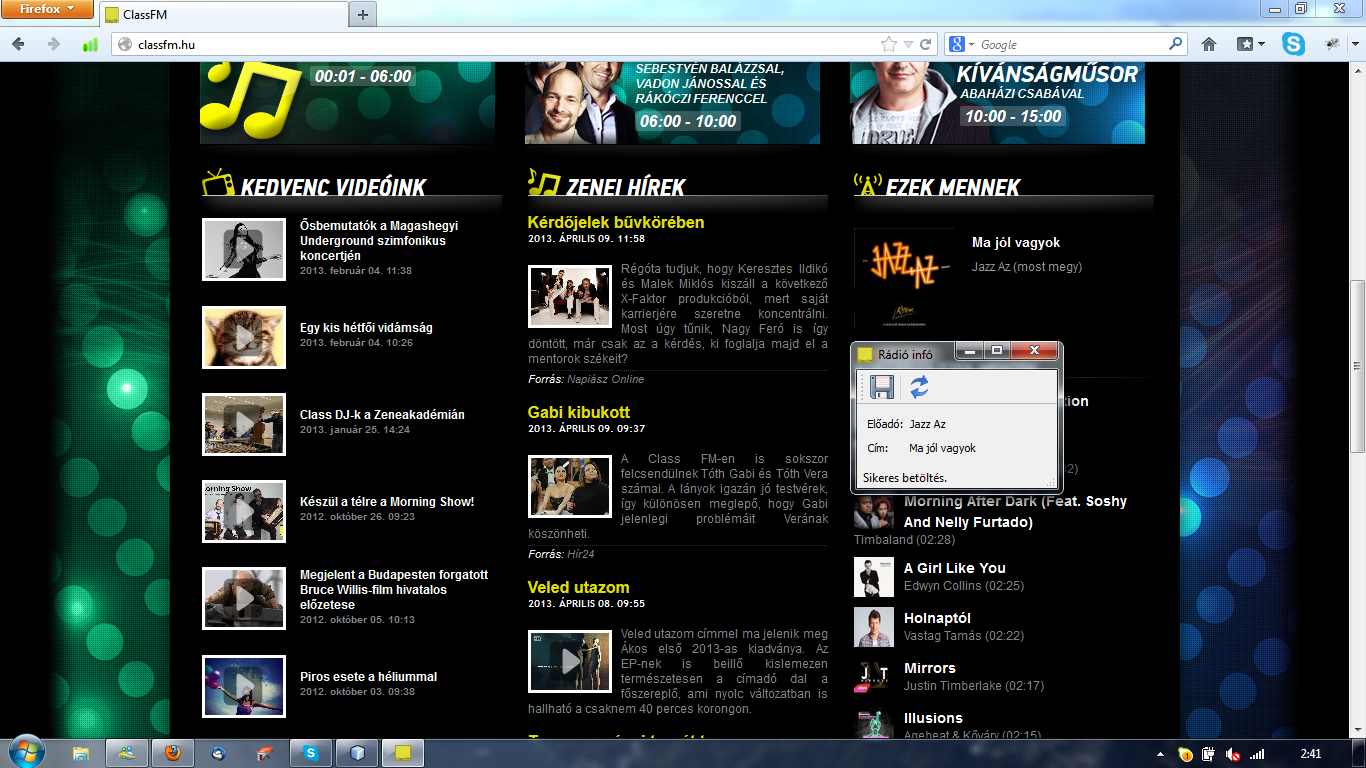 Firefox
ClassFM
classfm.hu
Google
00:01 - 06:00
SEBESTYÉN BALÁZZSAL,
VADON JÁNOSSAL ÉS
RÁKÓCZI FERENCCEL
06:00 - 10:00
KÍVÁNSÁGMŰSOR
ABAHÁZI CSABÁVAL
10:00 - 15:00
KEDVENC VIDEÓINK
Ősbemutatók a Magashegyi
Underground szimfonikus
koncertjén
2013. február 04. 11:38
Egy kis hétfői vidámság
2013. február 04. 10:26
Class DJ-k a Zeneakadémián
2013. január 25. 14:24
Készül a télre a Morning Show!
2012. október 26. 09:23
Megjelent a Budapesten forgatott
Bruce Willis-film hivatalos
előzetese
2012. október 05. 10:13
Piros esete a héliummal
2012. október 03. 09:38
ZENEI HÍREK
Kérdőjelek bűvkörében
2013. ÁPRILIS 09. 11:58
Régóta tudjuk, hogy Keresztes Ildikó
és Malek Miklós kiszáll a következő
X-Faktor produkcióból, mert saját
karrierjére szeretne koncentrálni.
Most úgy tűnik, Nagy Feró is így
döntött, már csak az a kérdés, ki foglalja majd el a
mentorok székeit?
Forrás: Napiász Online
Gabi kibukott
2013. ÁPRILIS 09. 09:37
A Class FM-en is sokszor
felcsendülnek Tóth Gabi és Tóth Vera
számai. A lányok igazán jó testvérek,
így különösen meglepő, hogy Gabi
jelenlegi problémáit Verának
köszönheti.
Forrás: Hír24
Veled utazom
2013. ÁPRILIS 08. 09:55
Veled utazom címmel ma jelenik meg
Ákos első 2013-as kiadványa. Az
EP-nek is beillő kislemezen
természetesen a címadó dal a
főszereplő, ami nyolc változatban is
hallható a csaknem 40 perces korongon.
EZEK MENNEK
JAZZ+AZ
Ma jól vagyok
Jazz Az (most megy)
Rádió infó
Előadó: Jazz Az
Cím: Ma jól vagyok
Sikeres betöltés.
Morning After Dark (Feat. Soshy
And Nelly Furtado)
Timbaland (02:28)
A Girl Like You
Edwyn Collins (02:25)
Holnaptól
Vastag Tamás (02:22)
Mirrors
Justin Timberlake (02:17)
Illusions
Ageheat & Kőváry (02:15)
2:41